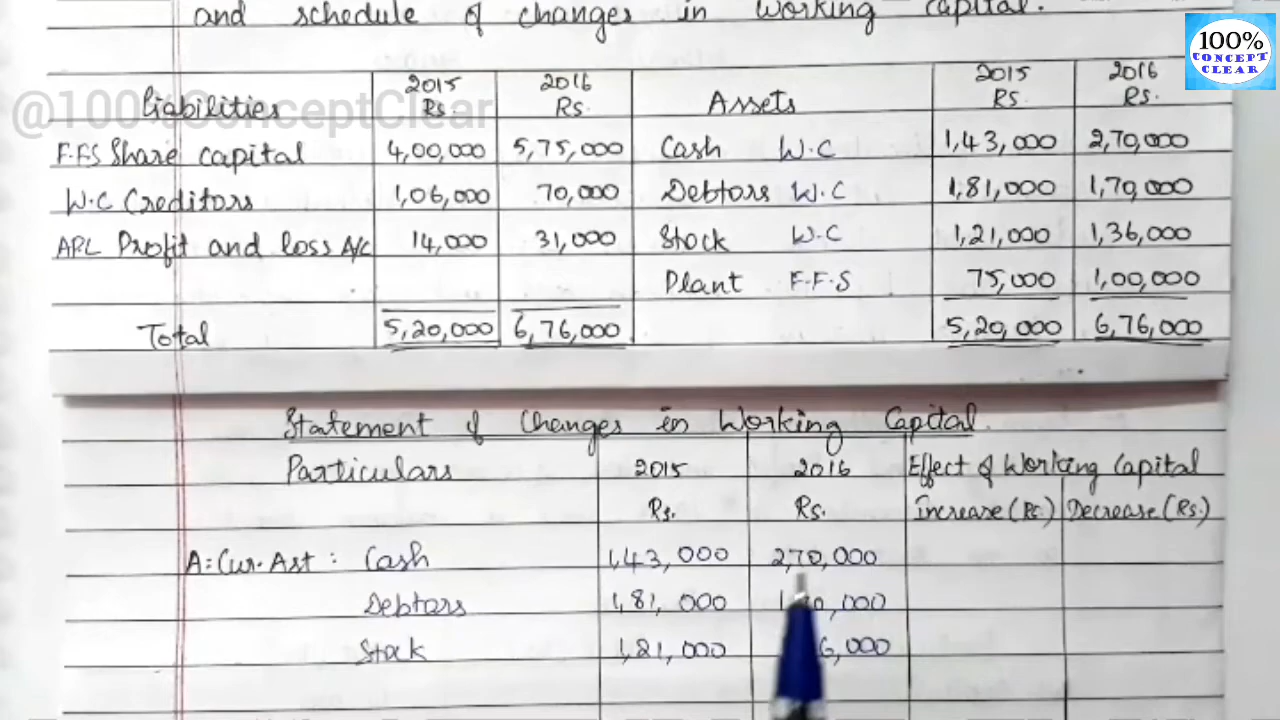 and schedule of changes in working capital.
100%
CONCEPT
CLEAR
@100%ConceptClear
Liabilities 2015 Rs 2016 Rs. Assets 2015 Rs. 2016 Rs.
F.F.S Share capital 4,00,000 5,75,000 Cash W.C 1,43,000 2,70,000
W.C Creditors 1,06,000 70,000 Debtors W.C 1,81,000 1,70,000
APL Profit and loss A/C 14,000 31,000 Stock W.C 1,21,000 1,36,000
Plant F.F.S 75,000 1,00,000
Total 5,20,000 6,76,000 5,20,000 6,76,000
Statement of Changes in Working Capital
Particulars 2015 2016 Effect of Working Capital
Rs. Rs. Increase (Rs.) Decrease (Rs.)
A: Cur. Ast : Cash 1,43,000 2,70,000
Debtors 1,81,000
Stock 1,21,000